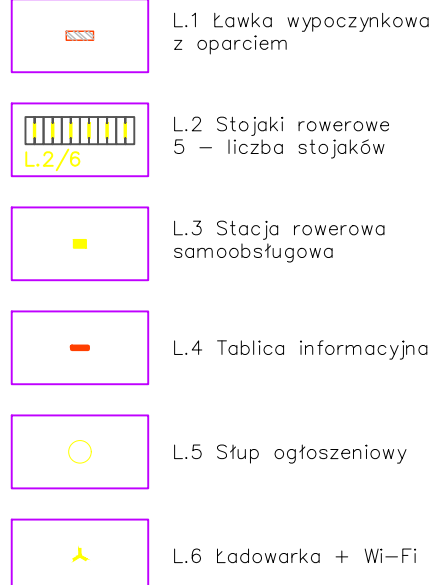 L.1 Ławka wypoczynkowa
z oparciem
L.2 Stojaki rowerowe
5 – liczba stojaków
L.2/6
L.3 Stacja rowerowa
samoobsługowa
L.4 Tablica informacyjna
L.5 Słup ogłoszeniowy
L.6 Ładowarka + Wi–Fi